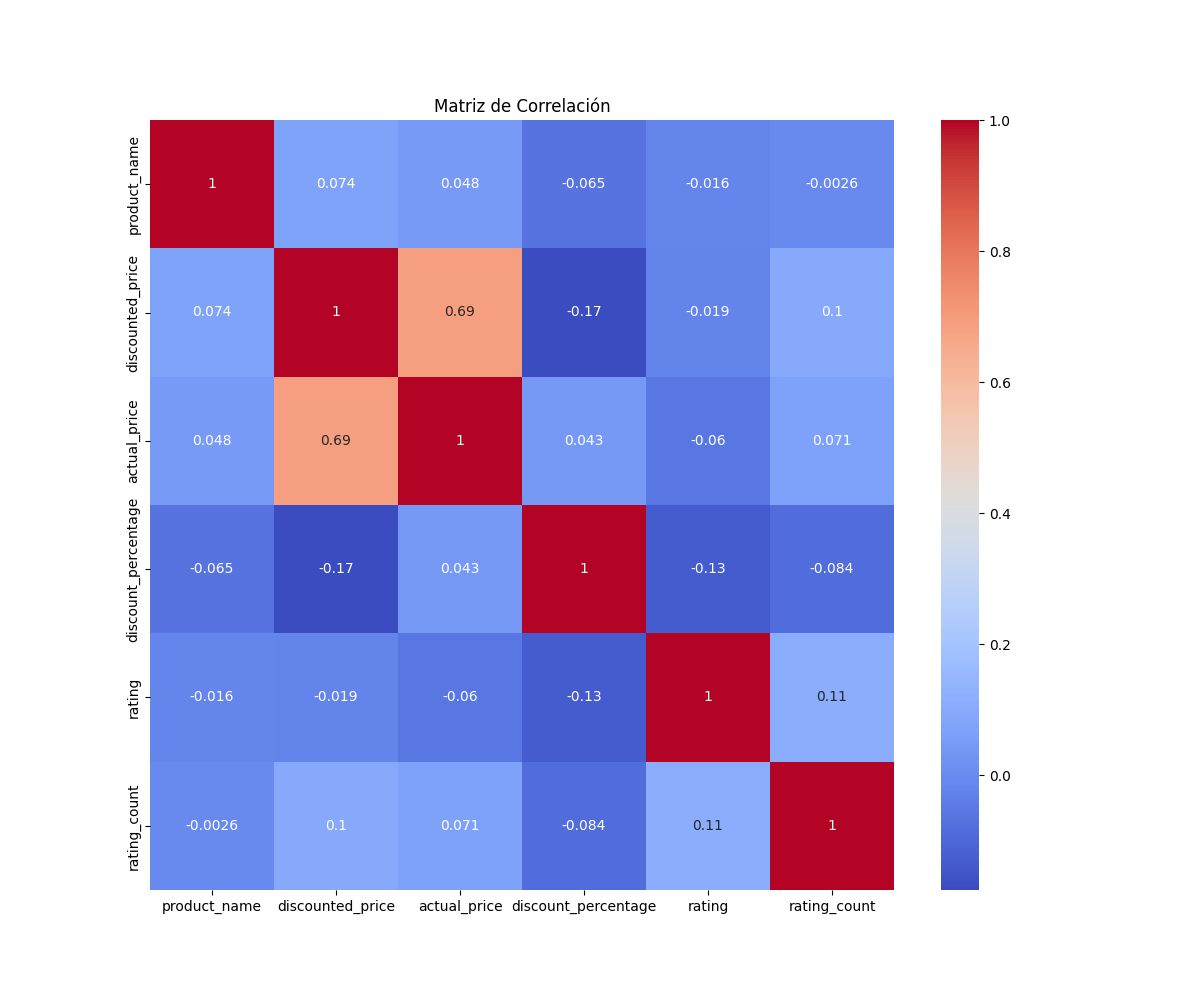 Matriz de Correlación
product_name 1 0.074 0.048 -0.065 -0.016 -0.0026
discounted_price 0.074 1 0.69 -0.17 -0.019 0.1
actual_price 0.048 0.69 1 0.043 -0.06 0.071
discount_percentage -0.065 -0.17 0.043 1 -0.13 -0.084
rating -0.016 -0.019 -0.06 -0.13 1 0.11
rating_count -0.0026 0.1 0.071 -0.084 0.11 1
product_name discounted_price actual_price discount_percentage rating rating_count
1.0
0.8
0.6
0.4
0.2
0.0